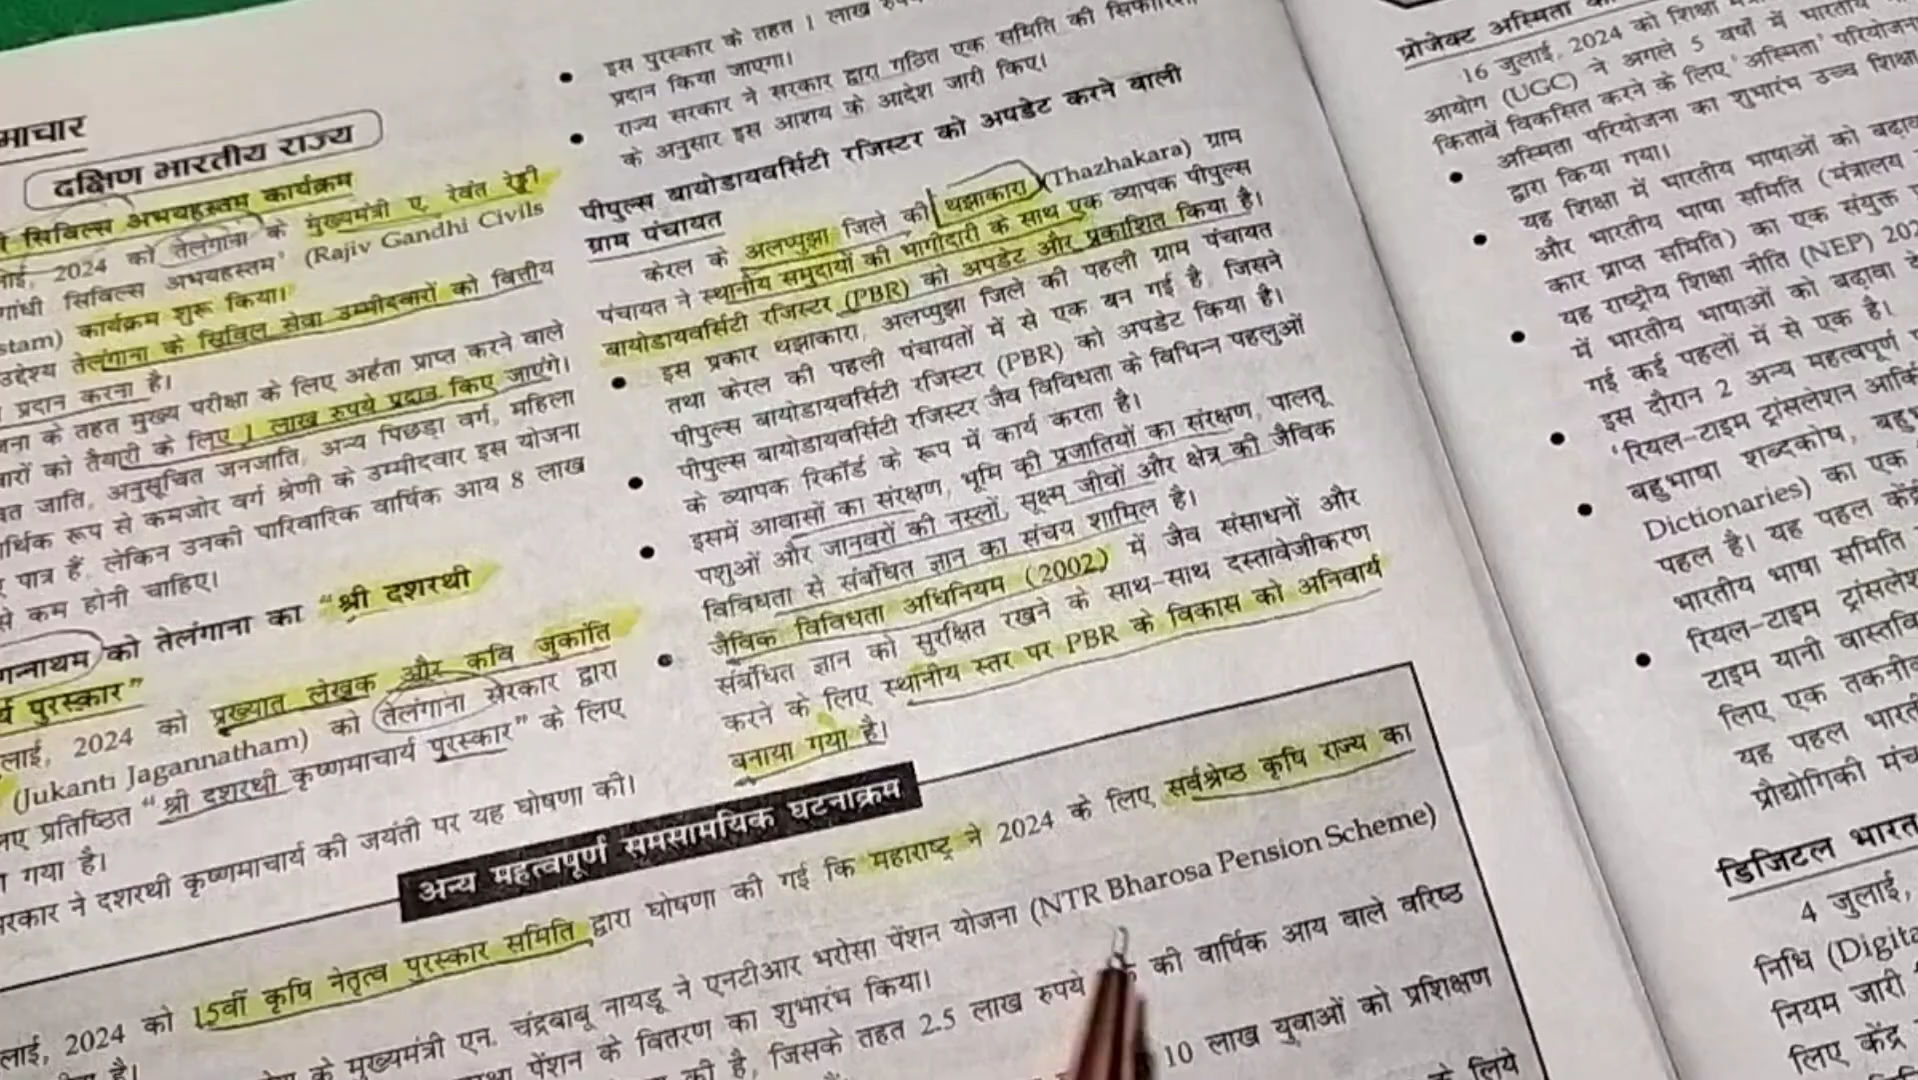 माचार
दक्षिण भारतीय राज्य
सिविल्स अभयहस्तम कार्यक्रम
2024 को तेलंगाना के मुख्यमंत्री ए. रेवंत रेड्डी
गांधी सिविल्स अभयहस्तम' (Rajiv Gandhi Civils
stam) कार्यक्रम शुरू किया।
उद्देश्य तेलंगाना के सिविल सेवा उम्मीदवारों को वित्तीय
प्रदान करना है।
जना के तहत मुख्य परीक्षा के लिए अर्हता प्राप्त करने वाले
वारों को तैयारी के लिए 1 लाख रुपये प्रदान किए जाएंगे।
जाति, अनुसूचित जनजाति, अन्य पिछड़ा वर्ग, महिला
र्थिक रूप से कमजोर वर्ग श्रेणी के उम्मीदवार इस योजना
पात्र हैं, लेकिन उनकी पारिवारिक वार्षिक आय 8 लाख
से कम होनी चाहिए।
गन्नाथम को तेलंगाना का "श्री दशरथी
पुरस्कार"
लाई, 2024 को प्रख्यात लेखक और कवि जुकांति
(Jukanti Jagannatham) को तेलंगाना सरकार द्वारा
लए प्रतिष्ठित "श्री दशरथी कृष्णमाचार्य पुरस्कार" के लिए
गया है।
रकार ने दशरथी कृष्णमाचार्य की जयंती पर यह घोषणा की।
• इस पुरस्कार के तहत 1 लाख
प्रदान किया जाएगा।
• राज्य सरकार ने सरकार द्वारा गठित एक समिति की सिफारिश
के अनुसार इस आशय के आदेश जारी किए।
पीपुल्स बायोडायवर्सिटी रजिस्टर को अपडेट करने वाली
ग्राम पंचायत
केरल के अलप्पुझा जिले की थझाकारा (Thazhakara) ग्राम
पंचायत ने स्थानीय समुदायों की भागीदारी के साथ एक व्यापक पीपुल्स
बायोडायवर्सिटी रजिस्टर (PBR) को अपडेट और प्रकाशित किया है।
• इस प्रकार थझाकारा, अलप्पुझा जिले की पहली ग्राम पंचायत
तथा केरल की पहली पंचायतों में से एक बन गई है, जिसने
पीपुल्स बायोडायवर्सिटी रजिस्टर (PBR) को अपडेट किया है।
• पीपुल्स बायोडायवर्सिटी रजिस्टर जैव विविधता के विभिन्न पहलुओं
के व्यापक रिकॉर्ड के रूप में कार्य करता है।
• इसमें आवासों का संरक्षण, भूमि की प्रजातियों का संरक्षण, पालतू
पशुओं और जानवरों की नस्लों, सूक्ष्म जीवों और क्षेत्र की जैविक
विविधता से संबंधित ज्ञान का संचय शामिल है।
• जैविक विविधता अधिनियम (2002) में जैव संसाधनों और
संबंधित ज्ञान को सुरक्षित रखने के साथ-साथ दस्तावेजीकरण
करने के लिए स्थानीय स्तर पर PBR के विकास को अनिवार्य
बनाया गया है।
अन्य महत्वपूर्ण समसामयिक घटनाक्रम
लाई, 2024 को 15वीं कृषि नेतृत्व पुरस्कार समिति द्वारा घोषणा की गई कि महाराष्ट्र ने 2024 के लिए सर्वश्रेष्ठ कृषि राज्य का
है।
के मुख्यमंत्री एन. चंद्रबाबू नायडू ने एनटीआर भरोसा पेंशन योजना (NTR Bharosa Pension Scheme)
पेंशन के वितरण का शुभारंभ किया।
की है, जिसके तहत 2.5 लाख रुपये की वार्षिक आय वाले वरिष्ठ
10 लाख युवाओं को प्रशिक्षण
के लिये
प्रोजेक्ट अस्मिता
16 जुलाई, 2024 को शिक्षा
आयोग (UGC) ने अगले 5 वर्षों में भारतीय
किताबें विकसित करने के लिए 'अस्मिता' परियोजना
• अस्मिता परियोजना का शुभारंभ उच्च शिक्षा
द्वारा किया गया।
• यह शिक्षा में भारतीय भाषाओं को बढ़ावा
और भारतीय भाषा समिति (मंत्रालय
कार प्राप्त समिति) का एक संयुक्त
• यह राष्ट्रीय शिक्षा नीति (NEP) 202
में भारतीय भाषाओं को बढ़ावा
गई कई पहलों में से एक है।
• इस दौरान 2 अन्य महत्वपूर्ण
'रियल-टाइम ट्रांसलेशन आर्कि
• बहुभाषा शब्दकोष, बहु
Dictionaries) का एक
पहल है। यह पहल केंद्री
भारतीय भाषा समिति
• रियल-टाइम ट्रांसलेश
टाइम यानी वास्तवि
लिए एक तकनीक
यह पहल भारती
प्रौद्योगिकी मंच
डिजिटल भारत
4 जुलाई,
निधि (Digita
नियम जारी
लिए केंद्र